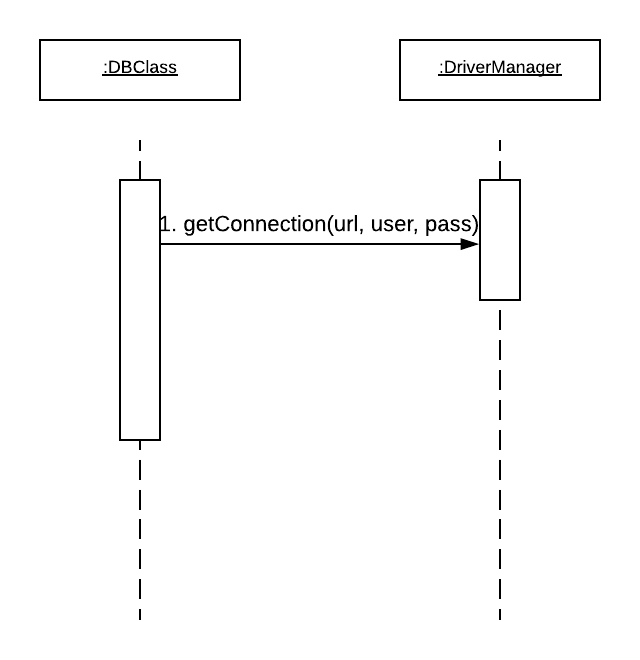 :DBClass
:DriverManager
1. getConnection(url, user, pass)